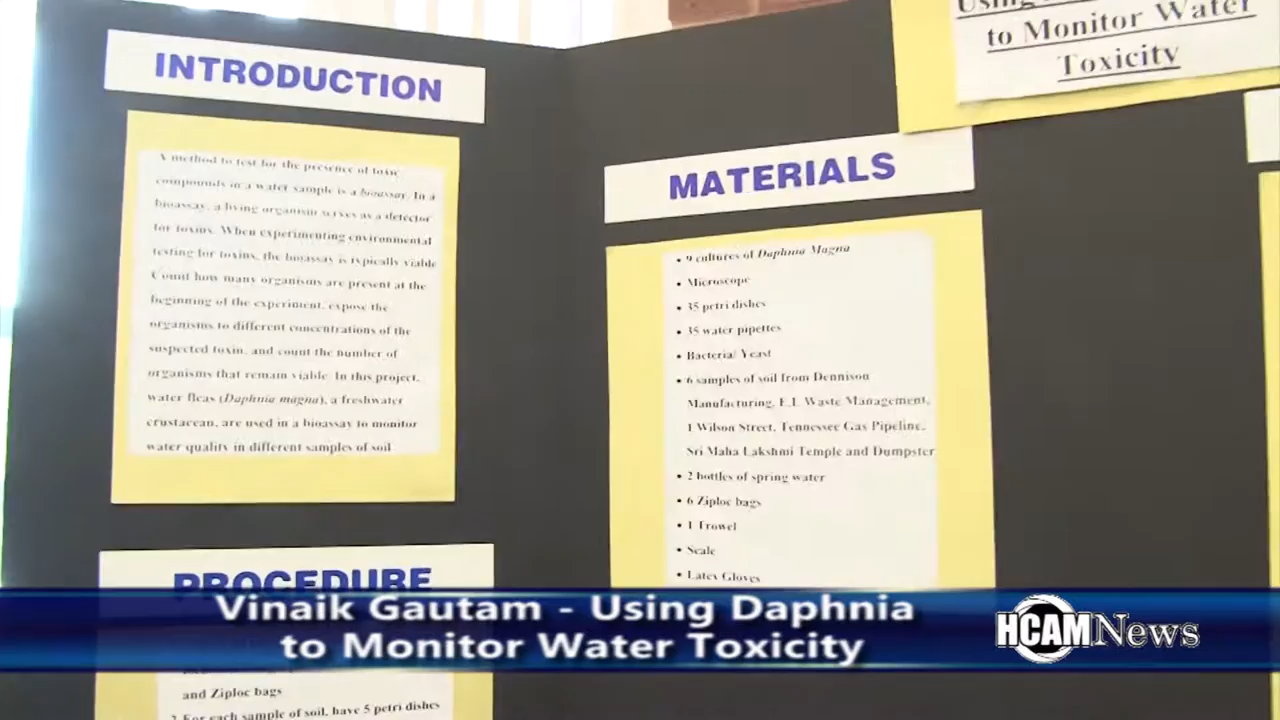 INTRODUCTION
A method to test for the presence of toxic
compounds in a water sample is a bioassay. In a
bioassay, a living organism serves as a detector
for toxins. When experimenting environmental
testing for toxins, the bioassay is typically viable
Count how many organisms are present at the
beginning of the experiment, expose the
organisms to different concentrations of the
suspected toxin, and count the number of
organisms that remain viable. In this project,
water fleas (Daphnia magna), a freshwater
crustacean, are used in a bioassay to monitor
water quality in different samples of soil
PROCEDURE
and Ziploc bags
2 For each sample of soil, have 5 petri dishes
to Monitor Water
Toxicity
MATERIALS
• 9 cultures of Daphnia Magna
• Microscope
• 35 petri dishes
• 35 water pipettes
• Bacteria/ Yeast
• 6 samples of soil from Dennison
Manufacturing, E.L Waste Management,
1 Wilson Street, Tennessee Gas Pipeline,
Sri Maha Lakshmi Temple and Dumpster
• 2 bottles of spring water
• 6 Ziploc bags
• 1 Trowel
• Scale
• Latex Gloves
Vinaik Gautam - Using Daphnia
to Monitor Water Toxicity
HCAM News